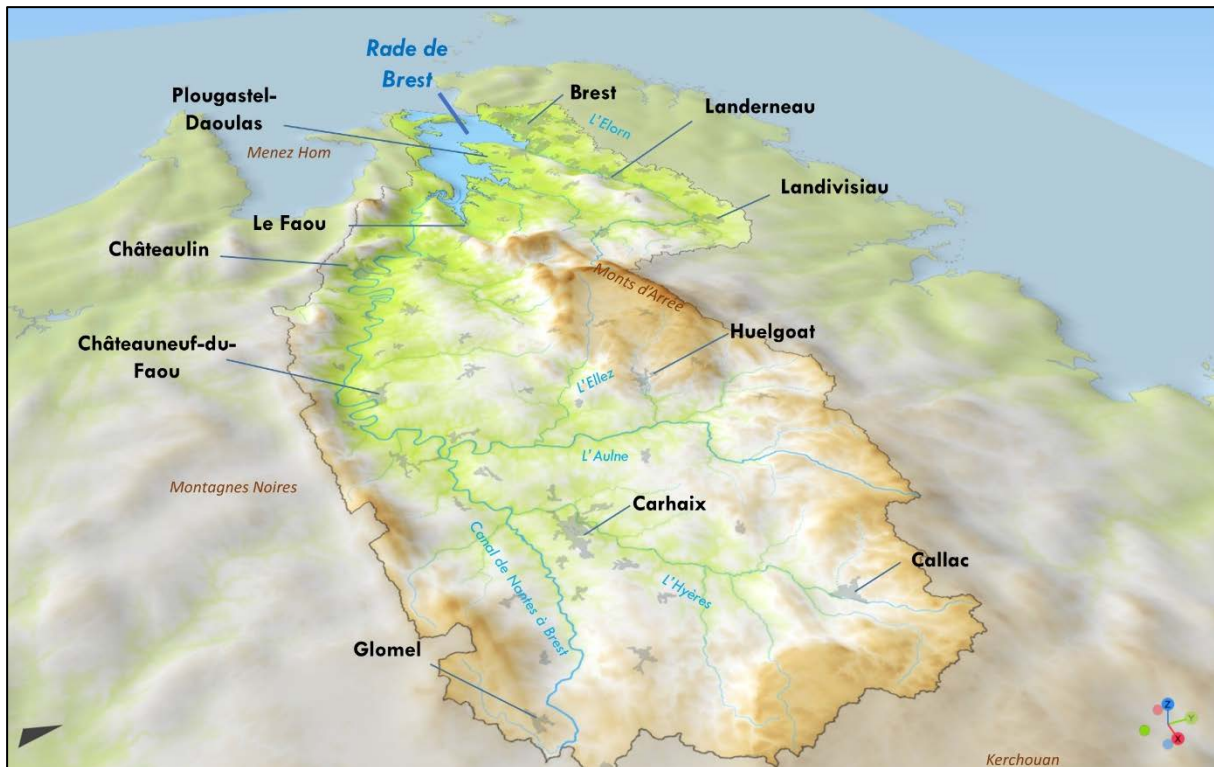 Rade de
Brest
Brest
Plougastel-
Daoulas
Landerneau
L'Elorn
Menez Hom
Landivisiau
Le Faou
Châteaulin
Monts d'Arrée
Huelgoat
Châteauneuf-du-
Faou
L'Ellez
L'Aulne
Montagnes Noires
Carhaix
Canal de Nantes à Brest
Callac
L'Hyères
Glomel
Z
Y
X
Kerchouan